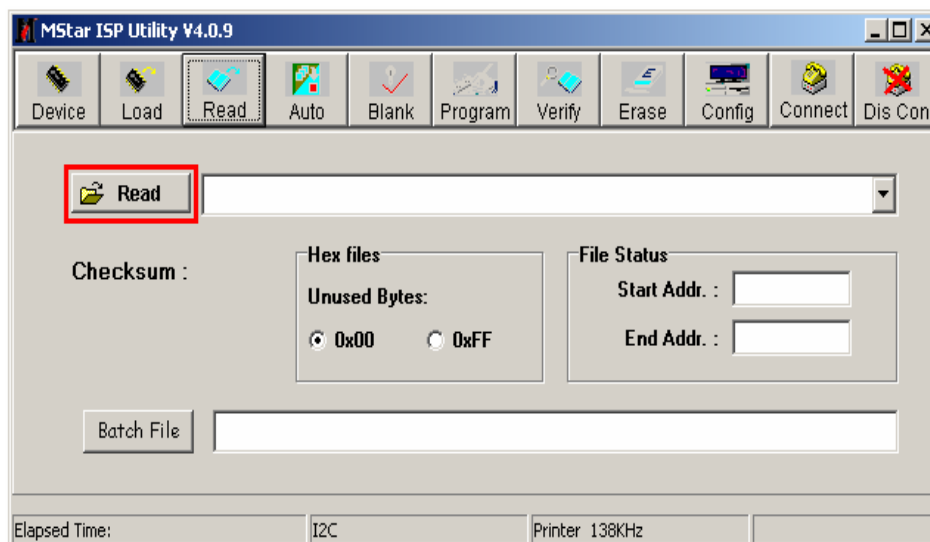 MStar ISP Utility V4.0.9
Device Load Read Auto Blank Program Verify Erase Config Connect Dis Con
Read
Checksum :
Hex files
Unused Bytes:
0x00 0xFF
File Status
Start Addr. :
End Addr. :
Batch File
Elapsed Time: I2C Printer 138KHz